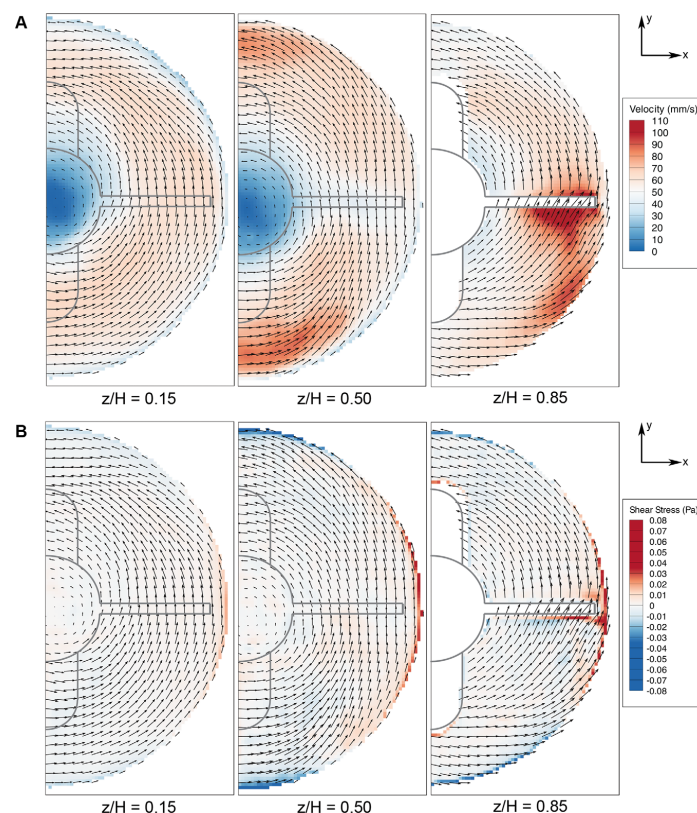 A
y
x
Velocity (mm/s)
110
100
90
80
70
60
50
40
30
20
10
0
z/H = 0.15
z/H = 0.50
z/H = 0.85
B
y
x
Shear Stress (Pa)
0.08
0.07
0.06
0.05
0.04
0.03
0.02
0.01
0
-0.01
-0.02
-0.03
-0.04
-0.05
-0.06
-0.07
-0.08
z/H = 0.15
z/H = 0.50
z/H = 0.85